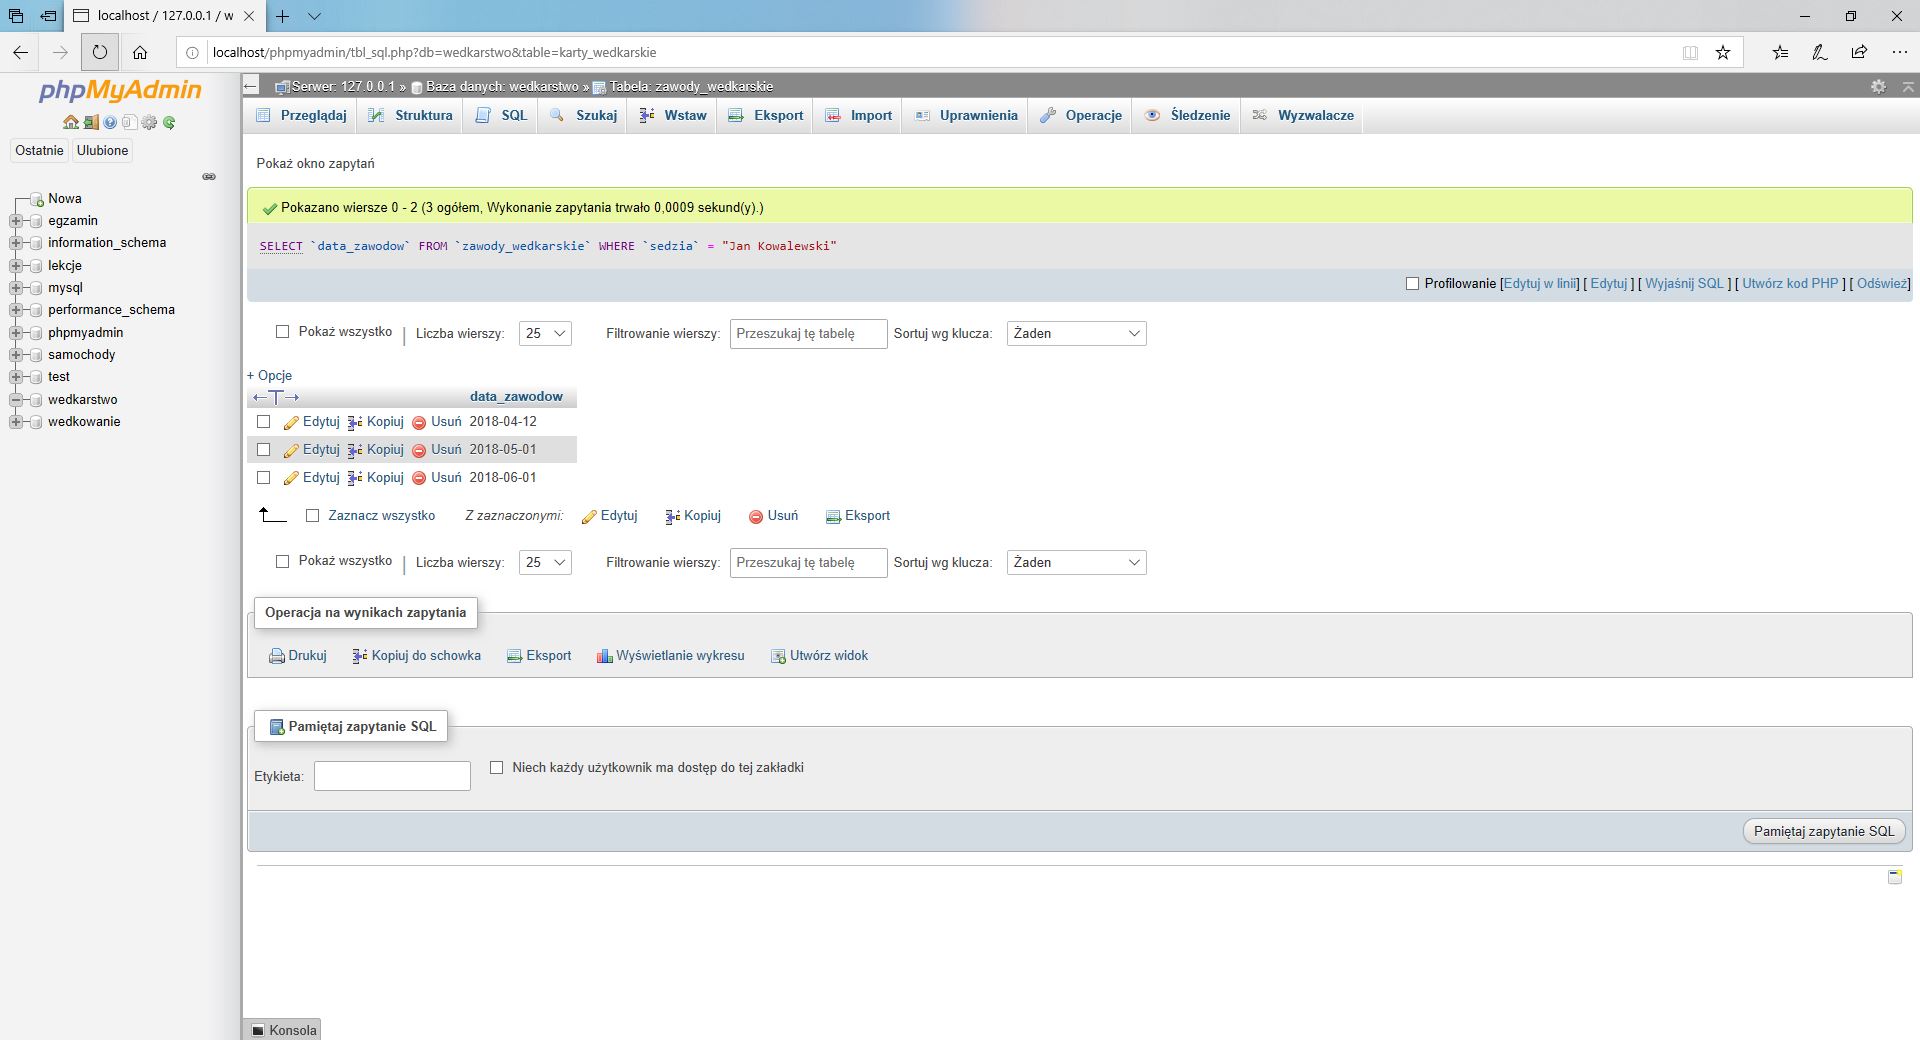 localhost / 127.0.0.1 / w
localhost/phpmyadmin/tbl_sql.php?db=wedkarstwo&table=karty_wedkarskie
phpMyAdmin
Ostatnie Ulubione
Nowa
egzamin
information_schema
lekcje
mysql
performance_schema
phpmyadmin
samochody
test
wedkarstwo
wedkowanie
Serwer: 127.0.0.1 » Baza danych: wedkarstwo » Tabela: zawody_wedkarskie
Przeglądaj Struktura SQL Szukaj Wstaw Eksport Import Uprawnienia Operacje Śledzenie Wyzwalacze
Pokaż okno zapytań
Pokazano wiersze 0 - 2 (3 ogółem, Wykonanie zapytania trwało 0,0009 sekund(y).)
SELECT `data_zawodow` FROM `zawody_wedkarskie` WHERE `sedzia` = "Jan Kowalewski"
Profilowanie [Edytuj w linii] [ Edytuj ] [ Wyjaśnij SQL ] [ Utwórz kod PHP ] [ Odśwież]
Pokaż wszystko | Liczba wierszy: 25 Filtrowanie wierszy: Przeszukaj tę tabelę Sortuj wg klucza: Żaden
+ Opcje
←T→ data_zawodow
Edytuj Kopiuj Usuń 2018-04-12
Edytuj Kopiuj Usuń 2018-05-01
Edytuj Kopiuj Usuń 2018-06-01
Zaznacz wszystko Z zaznaczonymi: Edytuj Kopiuj Usuń Eksport
Pokaż wszystko | Liczba wierszy: 25 Filtrowanie wierszy: Przeszukaj tę tabelę Sortuj wg klucza: Żaden
Operacja na wynikach zapytania
Drukuj Kopiuj do schowka Eksport Wyświetlanie wykresu Utwórz widok
Pamiętaj zapytanie SQL
Etykieta: Niech każdy użytkownik ma dostęp do tej zakładki
Pamiętaj zapytanie SQL
Konsola